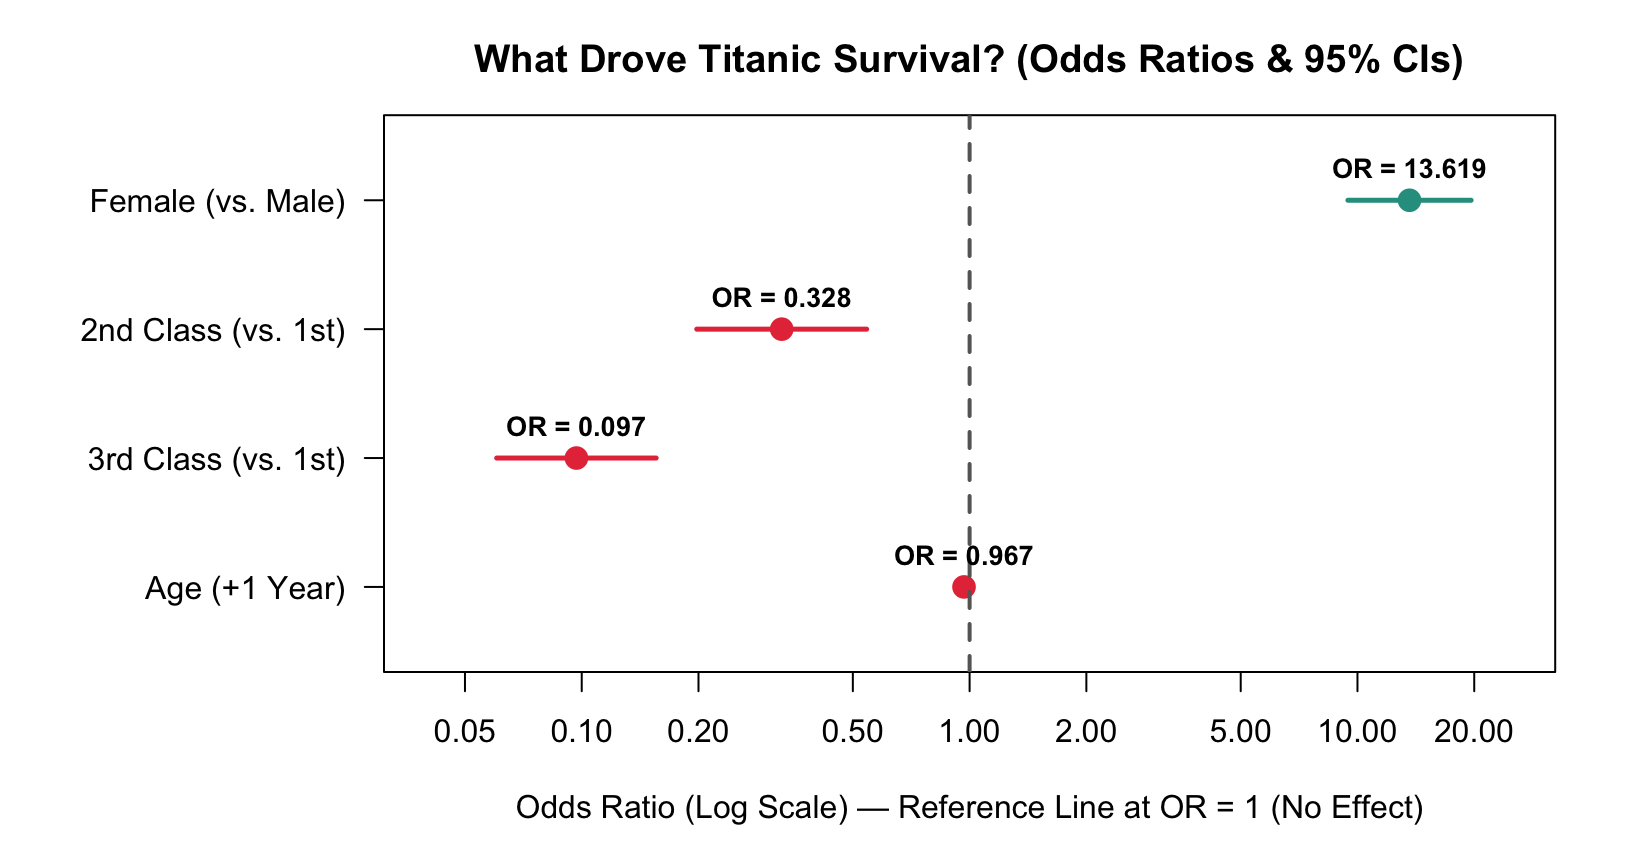 What Drove Titanic Survival? (Odds Ratios & 95% CIs)
Female (vs. Male)
OR = 13.619
2nd Class (vs. 1st)
OR = 0.328
3rd Class (vs. 1st)
OR = 0.097
Age (+1 Year)
OR = 0.967
0.05 0.10 0.20 0.50 1.00 2.00 5.00 10.00 20.00
Odds Ratio (Log Scale) — Reference Line at OR = 1 (No Effect)